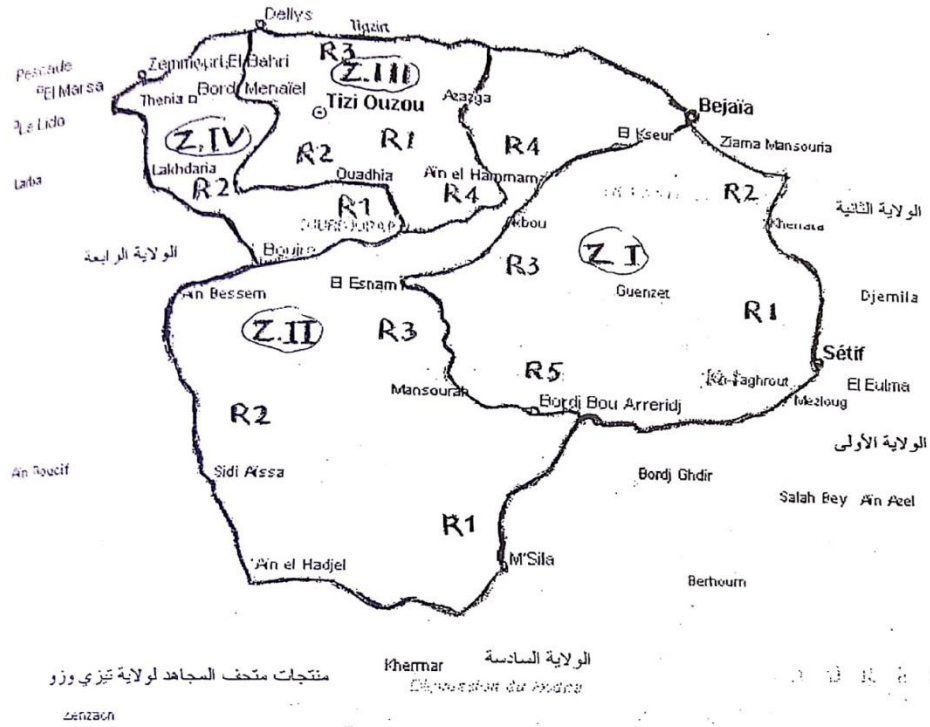 Dellys
Tigzirt
R3
Z.III
Zemmouri El Bahri
El Marsa
Thenia
Bord Menaïel
Tizi Ouzou
Azazga
Bejaïa
Z.IV
R1
R4
El Kseur
Ziama Mansouria
R2
Lakhdaria
Ouadhia
Aïn el Hammam
R2
R1
R4
R2
Kherrata
الولاية الثانية
الولاية الرابعة
Bouira
Akbou
R3
Z I
El Esnam
Guenzet
Djemila
Aïn Bessem
Z.II
R3
R1
Sétif
Mansourah
R5
El Eulma
Mezloug
R2
Bordj Bou Arreridj
الولاية الأولى
Sidi Aïssa
Bordj Ghdir
Salah Bey Aïn Azel
R1
M'Sila
Aïn el Hadjel
Berhoum
الولاية السادسة
Khermar
منتجات متحف المجاهد لولاية تيزي وزو